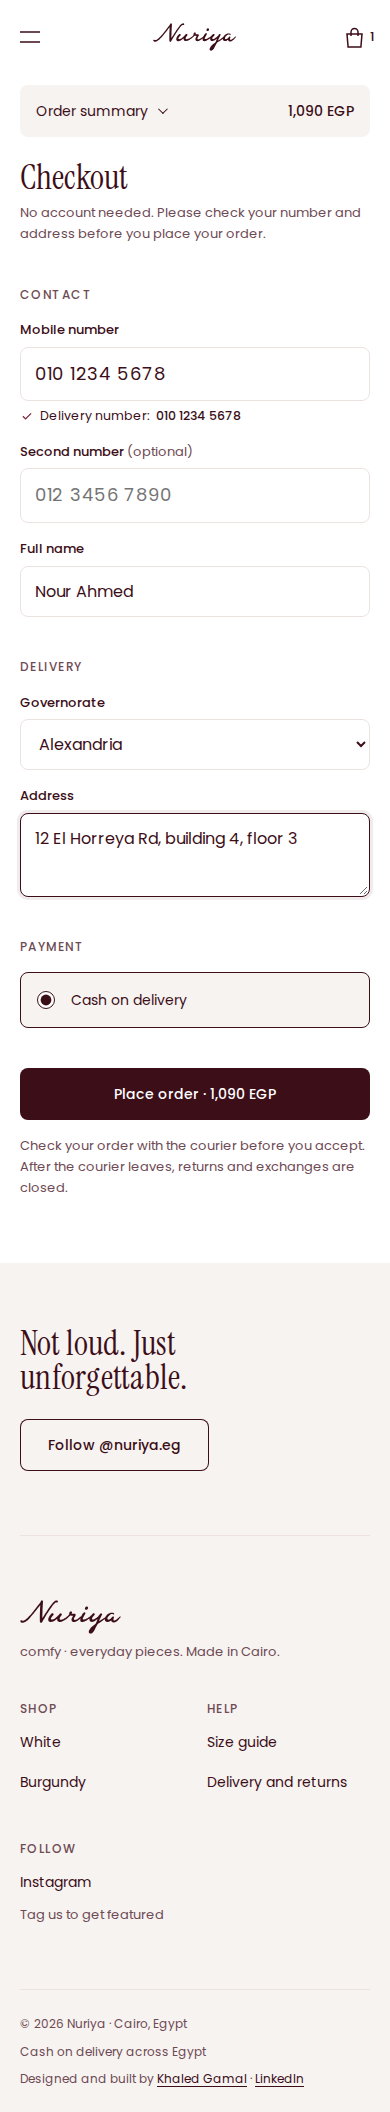 Nuriya
1
Order summary
1,090 EGP
Checkout
No account needed. Please check your number and
address before you place your order.
CONTACT
Mobile number
010 1234 5678
Delivery number: 010 1234 5678
Second number (optional)
012 3456 7890
Full name
Nour Ahmed
DELIVERY
Governorate
Alexandria
Address
12 El Horreya Rd, building 4, floor 3
PAYMENT
Cash on delivery
Place order · 1,090 EGP
Check your order with the courier before you accept.
After the courier leaves, returns and exchanges are
closed.
Not loud. Just
unforgettable.
Follow @nuriya.eg
Nuriya
comfy · everyday pieces. Made in Cairo.
SHOP
White
Burgundy
HELP
Size guide
Delivery and returns
FOLLOW
Instagram
Tag us to get featured
© 2026 Nuriya · Cairo, Egypt
Cash on delivery across Egypt
Designed and built by Khaled Gamal · LinkedIn